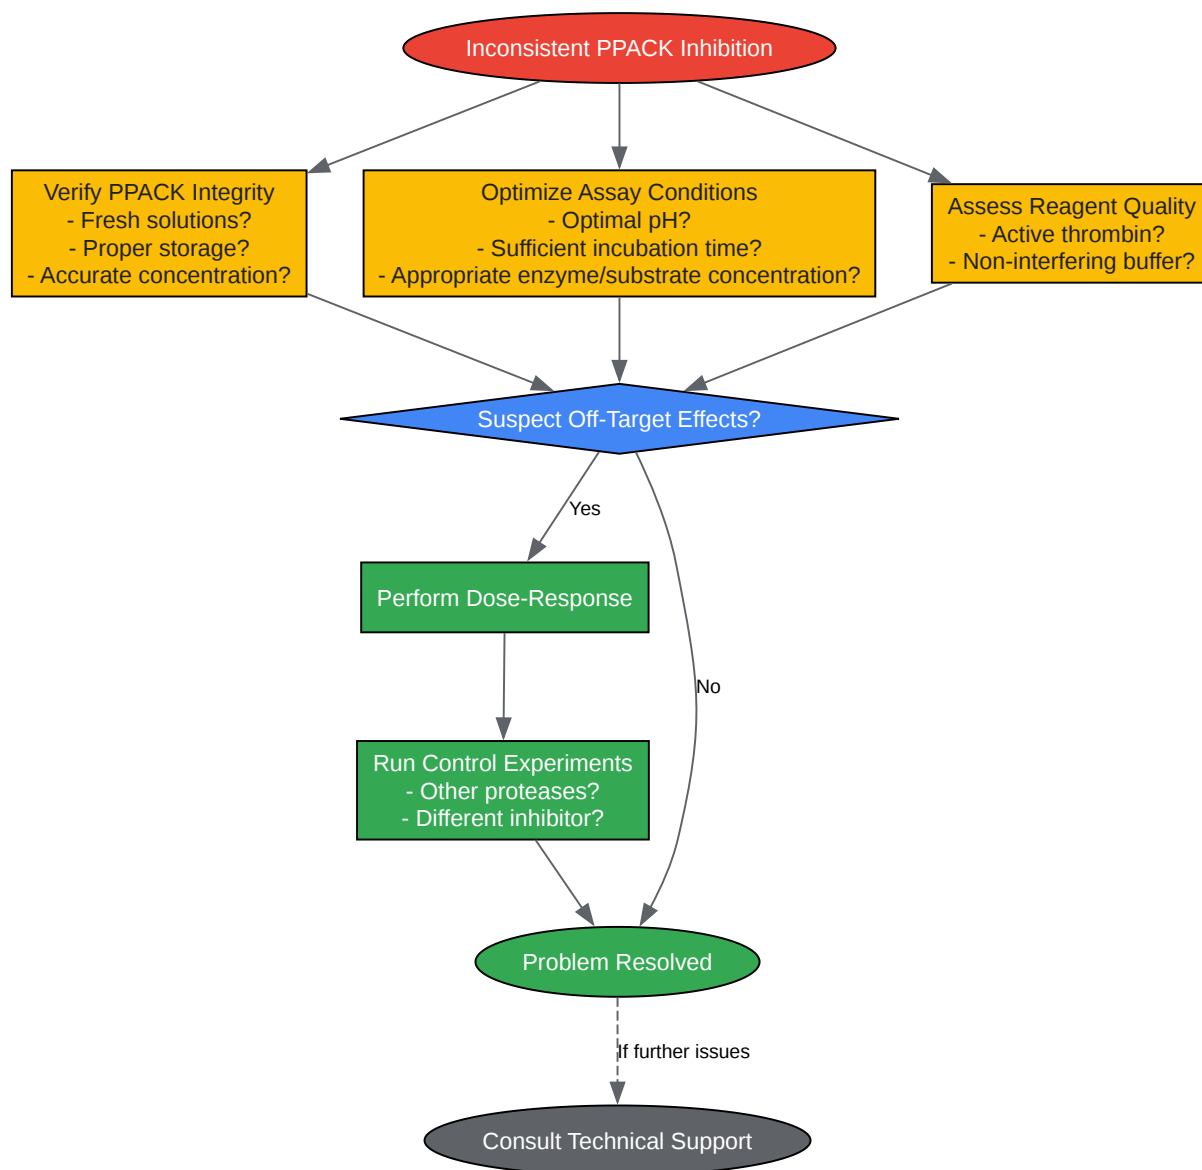 Inconsistent PPACK Inhibition
Verify PPACK Integrity
- Fresh solutions?
- Proper storage?
- Accurate concentration?
Optimize Assay Conditions
- Optimal pH?
- Sufficient incubation time?
- Appropriate enzyme/substrate concentration?
Assess Reagent Quality
- Active thrombin?
- Non-interfering buffer?
Suspect Off-Target Effects?
Yes
Perform Dose-Response
No
Run Control Experiments
- Other proteases?
- Different inhibitor?
Problem Resolved
If further issues
Consult Technical Support